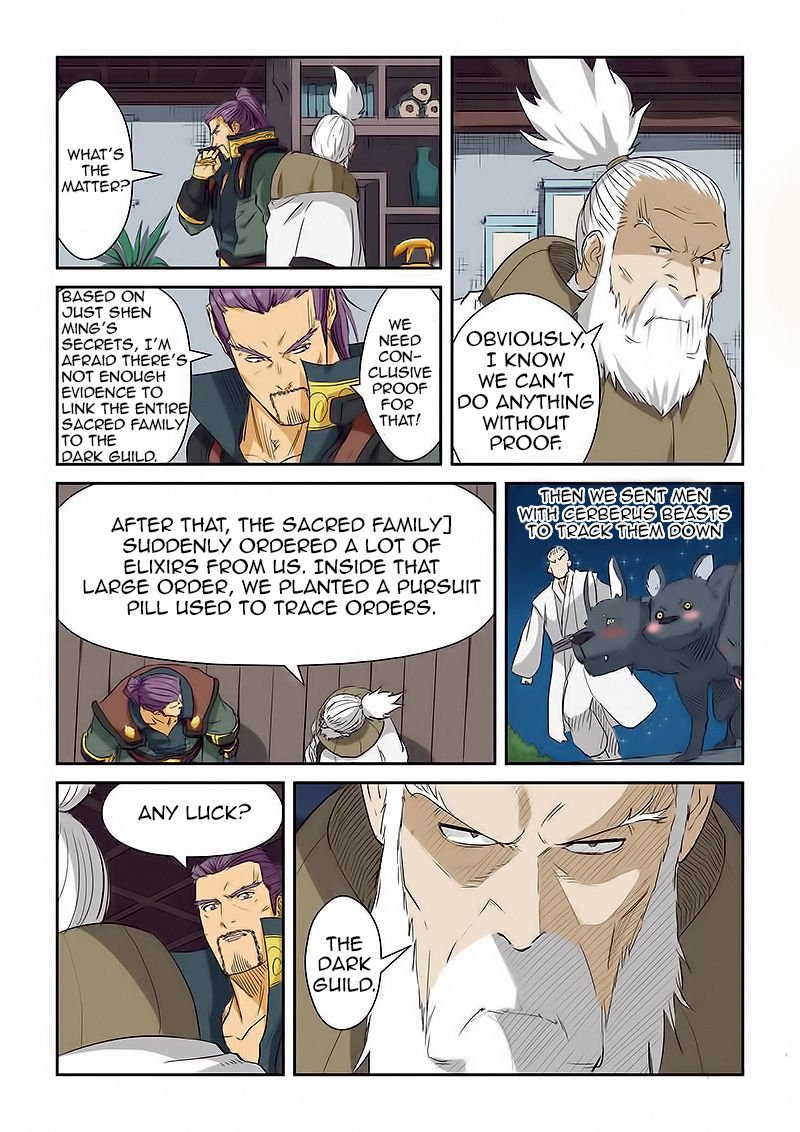 WHAT'S
THE
MATTER?
OBVIOUSLY,
I KNOW
WE CAN'T
DO ANYTHING
WITHOUT
PROOF.
BASED ON
JUST SHEN
MING'S
SECRETS, I'M
AFRAID THERE'S
NOT ENOUGH
EVIDENCE TO
LINK THE ENTIRE
SACRED FAMILY
TO THE
DARK GUILD.
WE
NEED
CON-
CLUSIVE
PROOF
FOR
THAT!
AFTER THAT, THE SACRED FAMILY]
SUDDENLY ORDERED A LOT OF
ELIXIRS FROM US. INSIDE THAT
LARGE ORDER, WE PLANTED A PURSUIT
PILL USED TO TRACE ORDERS.
THEN WE SENT MEN
WITH CERBERUS BEASTS
TO TRACK THEM DOWN
ANY LUCK?
THE
DARK
GUILD.